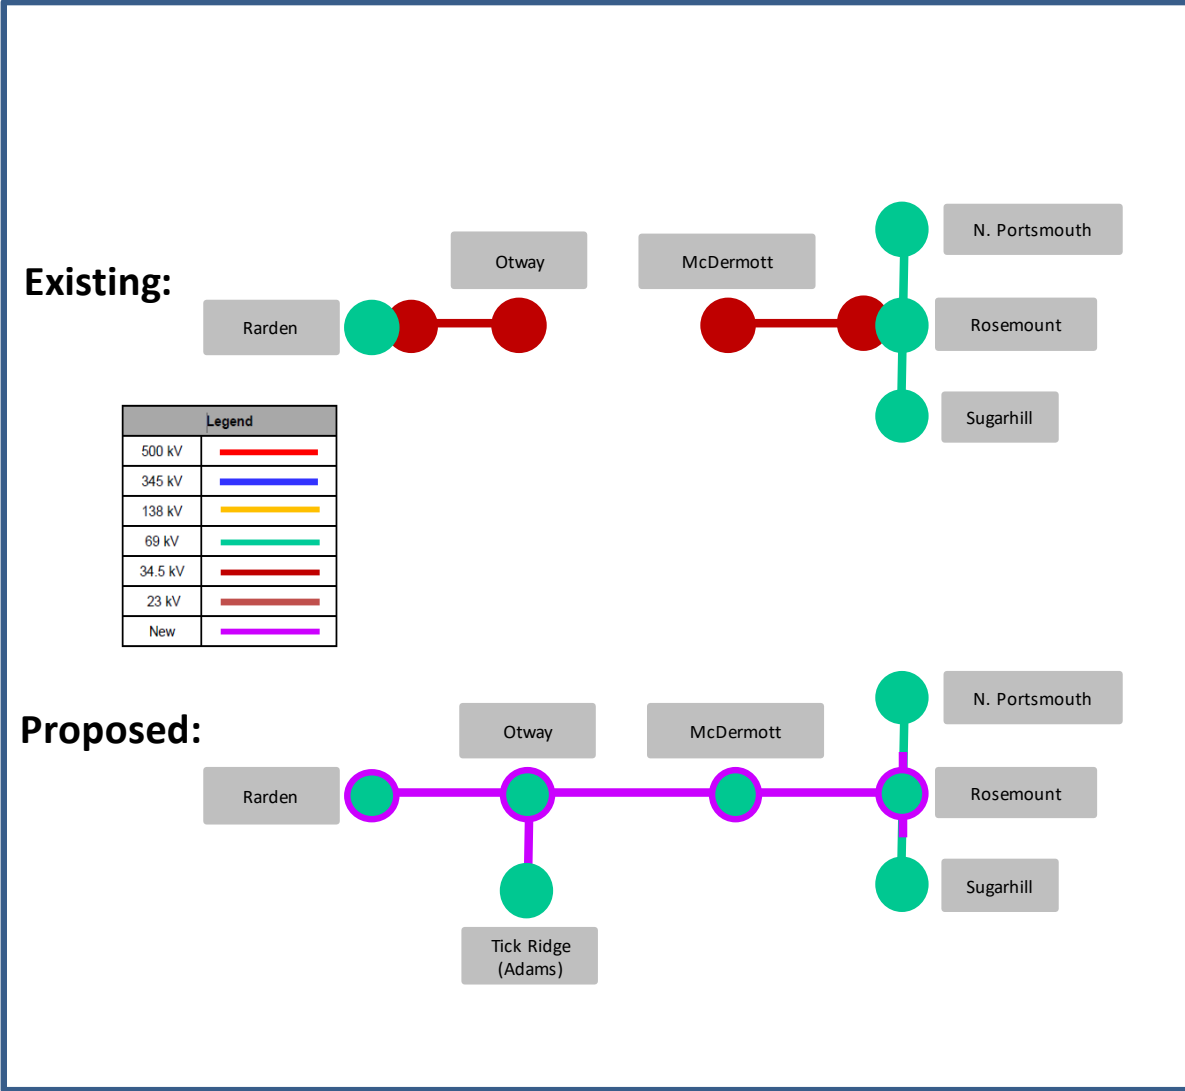 N. Portsmouth
Otway
McDermott
Existing:
Rarden
Rosemount
Sugarhill
Legend
500 kV
345 kV
138 kV
69 kV
34.5 kV
23 kV
New
N. Portsmouth
Proposed:
Otway
McDermott
Rarden
Rosemount
Sugarhill
Tick Ridge
(Adams)